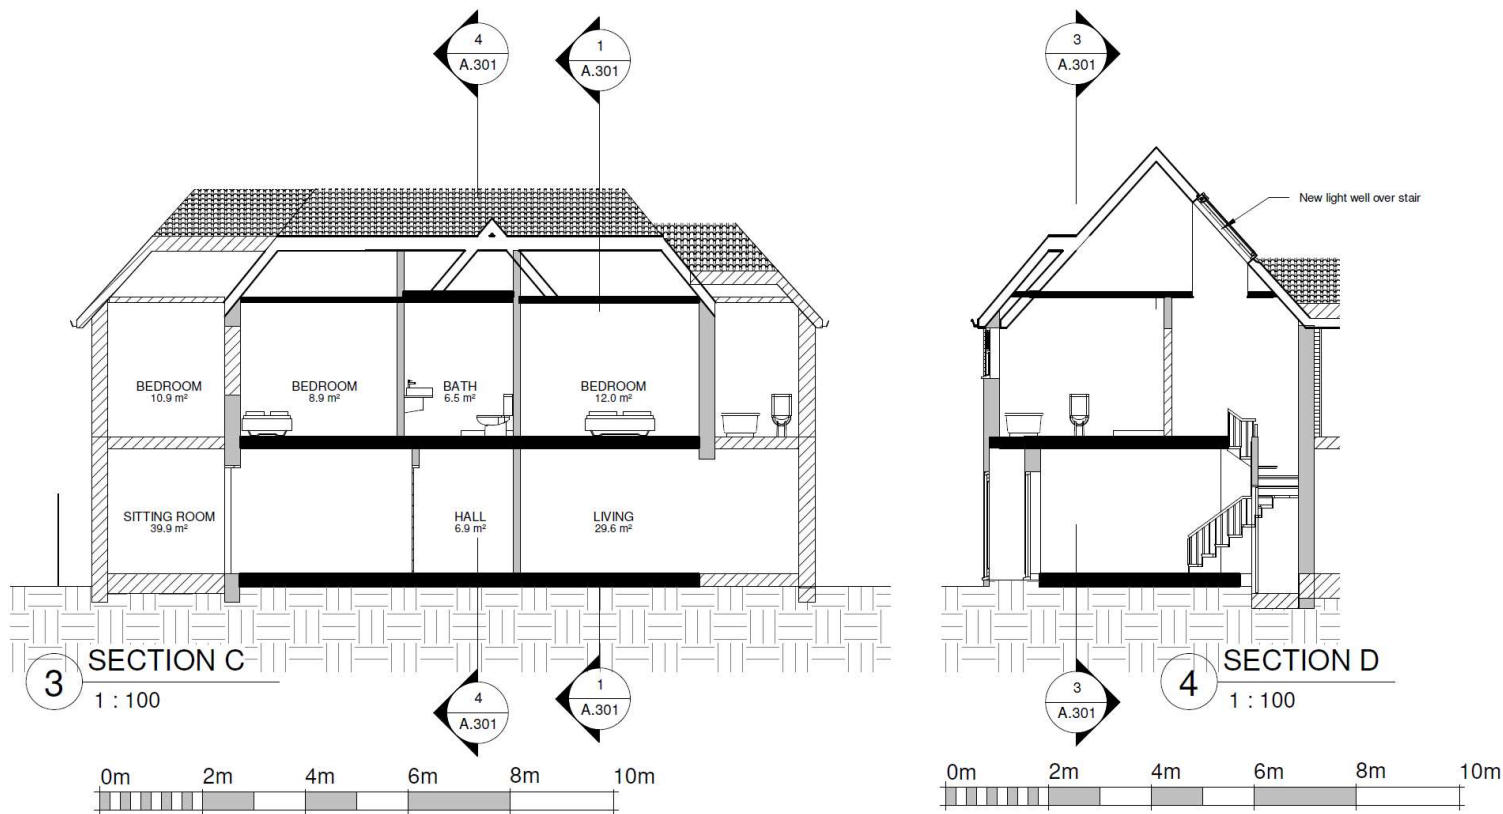 4
A.301
1
A.301
3
A.301
New light well over stair
BEDROOM
10.9 m²
BEDROOM
8.9 m²
BATH
6.5 m²
BEDROOM
12.0 m²
SITTING ROOM
39.9 m²
HALL
6.9 m²
LIVING
29.6 m²
3
SECTION C
1 : 100
4
A.301
1
A.301
3
A.301
4
SECTION D
1 : 100
0m 2m 4m 6m 8m 10m
0m 2m 4m 6m 8m 10m